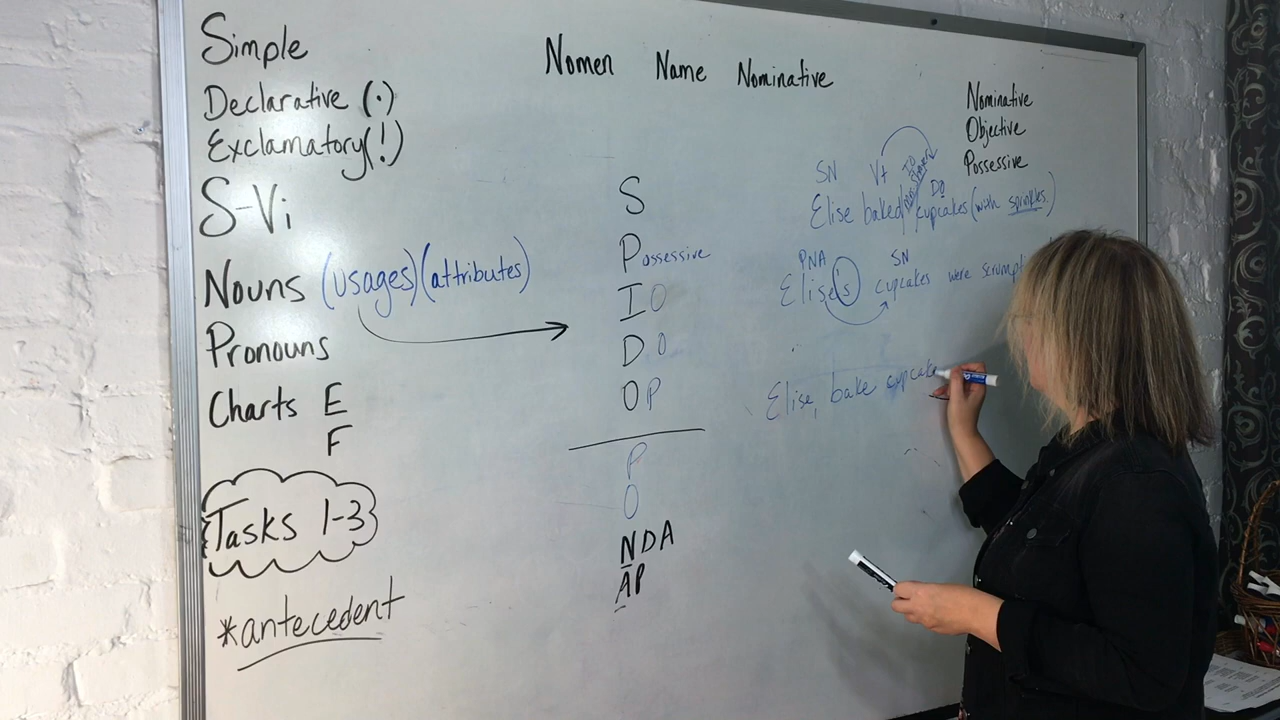 Simple
Declarative (.)
Exclamatory (!)
S-Vi
Nouns (usages) (attributes)
Pronouns
Charts E
F
Tasks 1-3
*antecedent
Nomen Name Nominative
S
Possessive
IO
DO
OP
P
O
NDA
AP
Nominative
Objective
Possessive
SN Vt IO DO
Elise baked cupcakes (with sprinkles.)
PNA SN
Elise's cupcakes were
Elise, bake cupcake